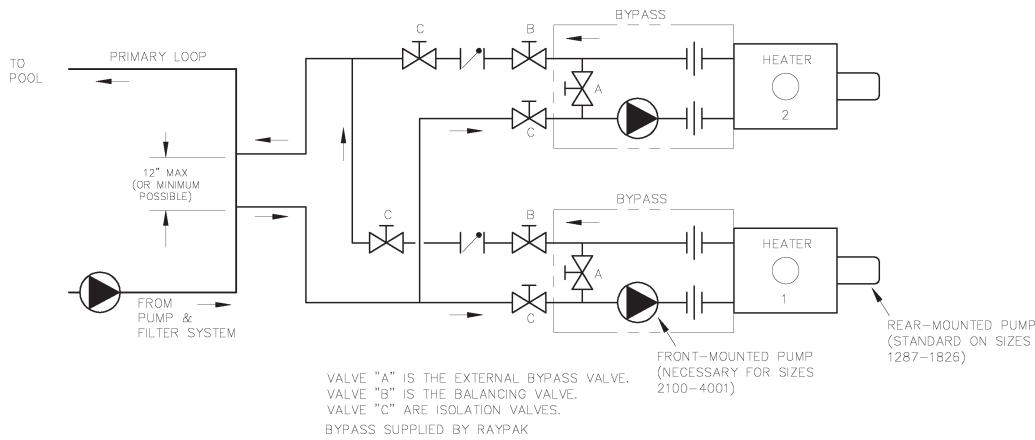 TO
POOL
PRIMARY LOOP
C
B
BYPASS
A
C
HEATER
2
12" MAX
(OR MINIMUM
POSSIBLE)
C
B
BYPASS
A
C
HEATER
1
FROM
PUMP &
FILTER SYSTEM
FRONT-MOUNTED PUMP
(NECESSARY FOR SIZES
2100-4001)
REAR-MOUNTED PUMP
(STANDARD ON SIZES
1287-1826)
VALVE "A" IS THE EXTERNAL BYPASS VALVE.
VALVE "B" IS THE BALANCING VALVE.
VALVE "C" ARE ISOLATION VALVES.
BYPASS SUPPLIED BY RAYPAK